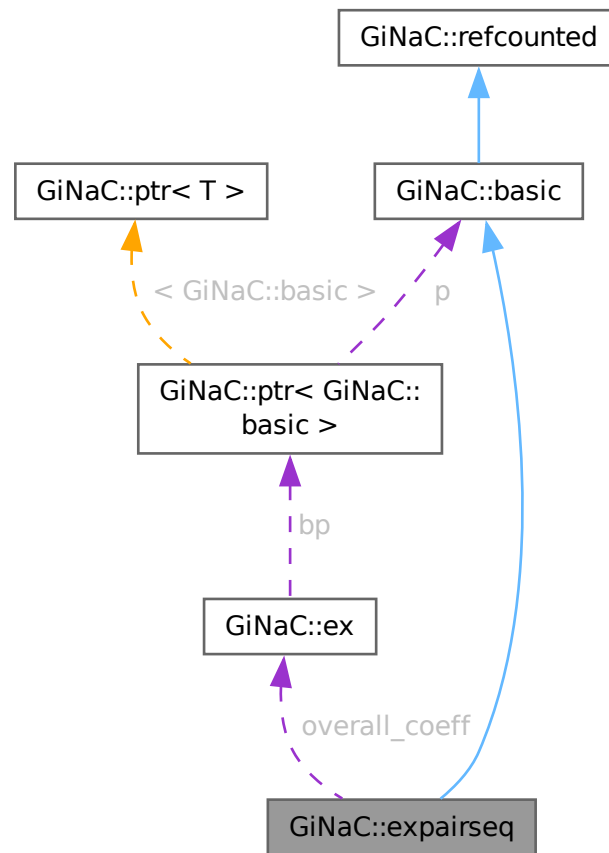 GiNaC::refcounted
GiNaC::ptr< T >
GiNaC::basic
< GiNaC::basic >
p
GiNaC::ptr< GiNaC::
basic >
bp
GiNaC::ex
overall_coeff
GiNaC::expairseq